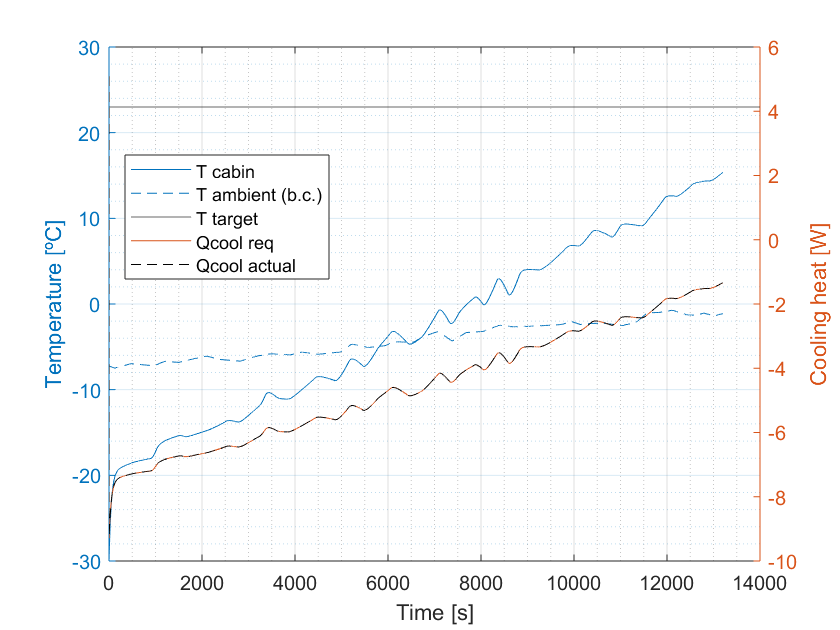 30
20
10
0
-10
-20
-30
Temperature [ºC]
6
4
2
0
-2
-4
-6
-8
-10
Cooling heat [W]
T cabin
T ambient (b.c.)
T target
Qcool req
Qcool actual
0 2000 4000 6000 8000 10000 12000 14000
Time [s]